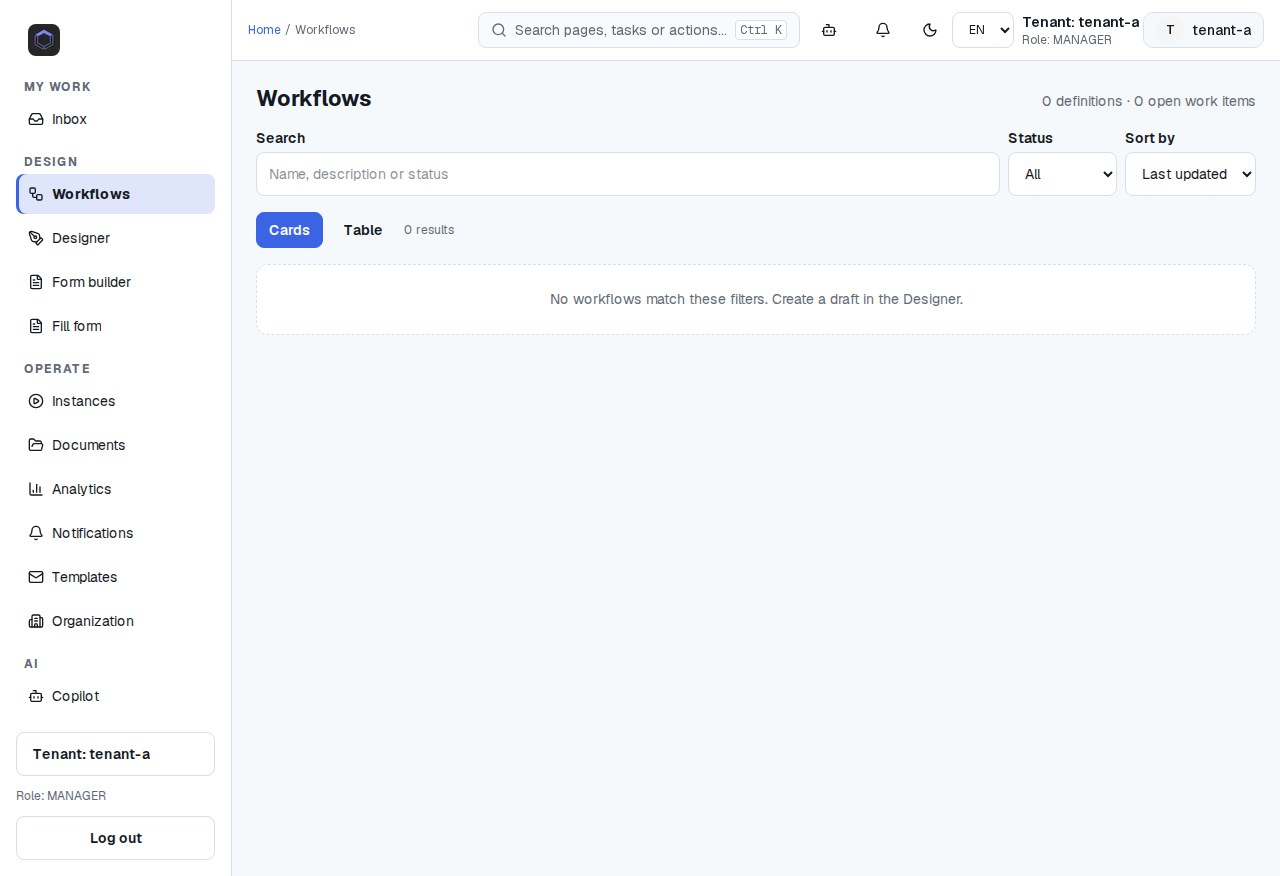 MY WORK
Inbox
DESIGN
Workflows
Designer
Form builder
Fill form
OPERATE
Instances
Documents
Analytics
Notifications
Templates
Organization
AI
Copilot
Tenant: tenant-a
Role: MANAGER
Log out
Home / Workflows
Search pages, tasks or actions... Ctrl K
EN
Tenant: tenant-a
Role: MANAGER
T tenant-a
Workflows
0 definitions · 0 open work items
Search
Name, description or status
Status
All
Sort by
Last updated
Cards Table 0 results
No workflows match these filters. Create a draft in the Designer.